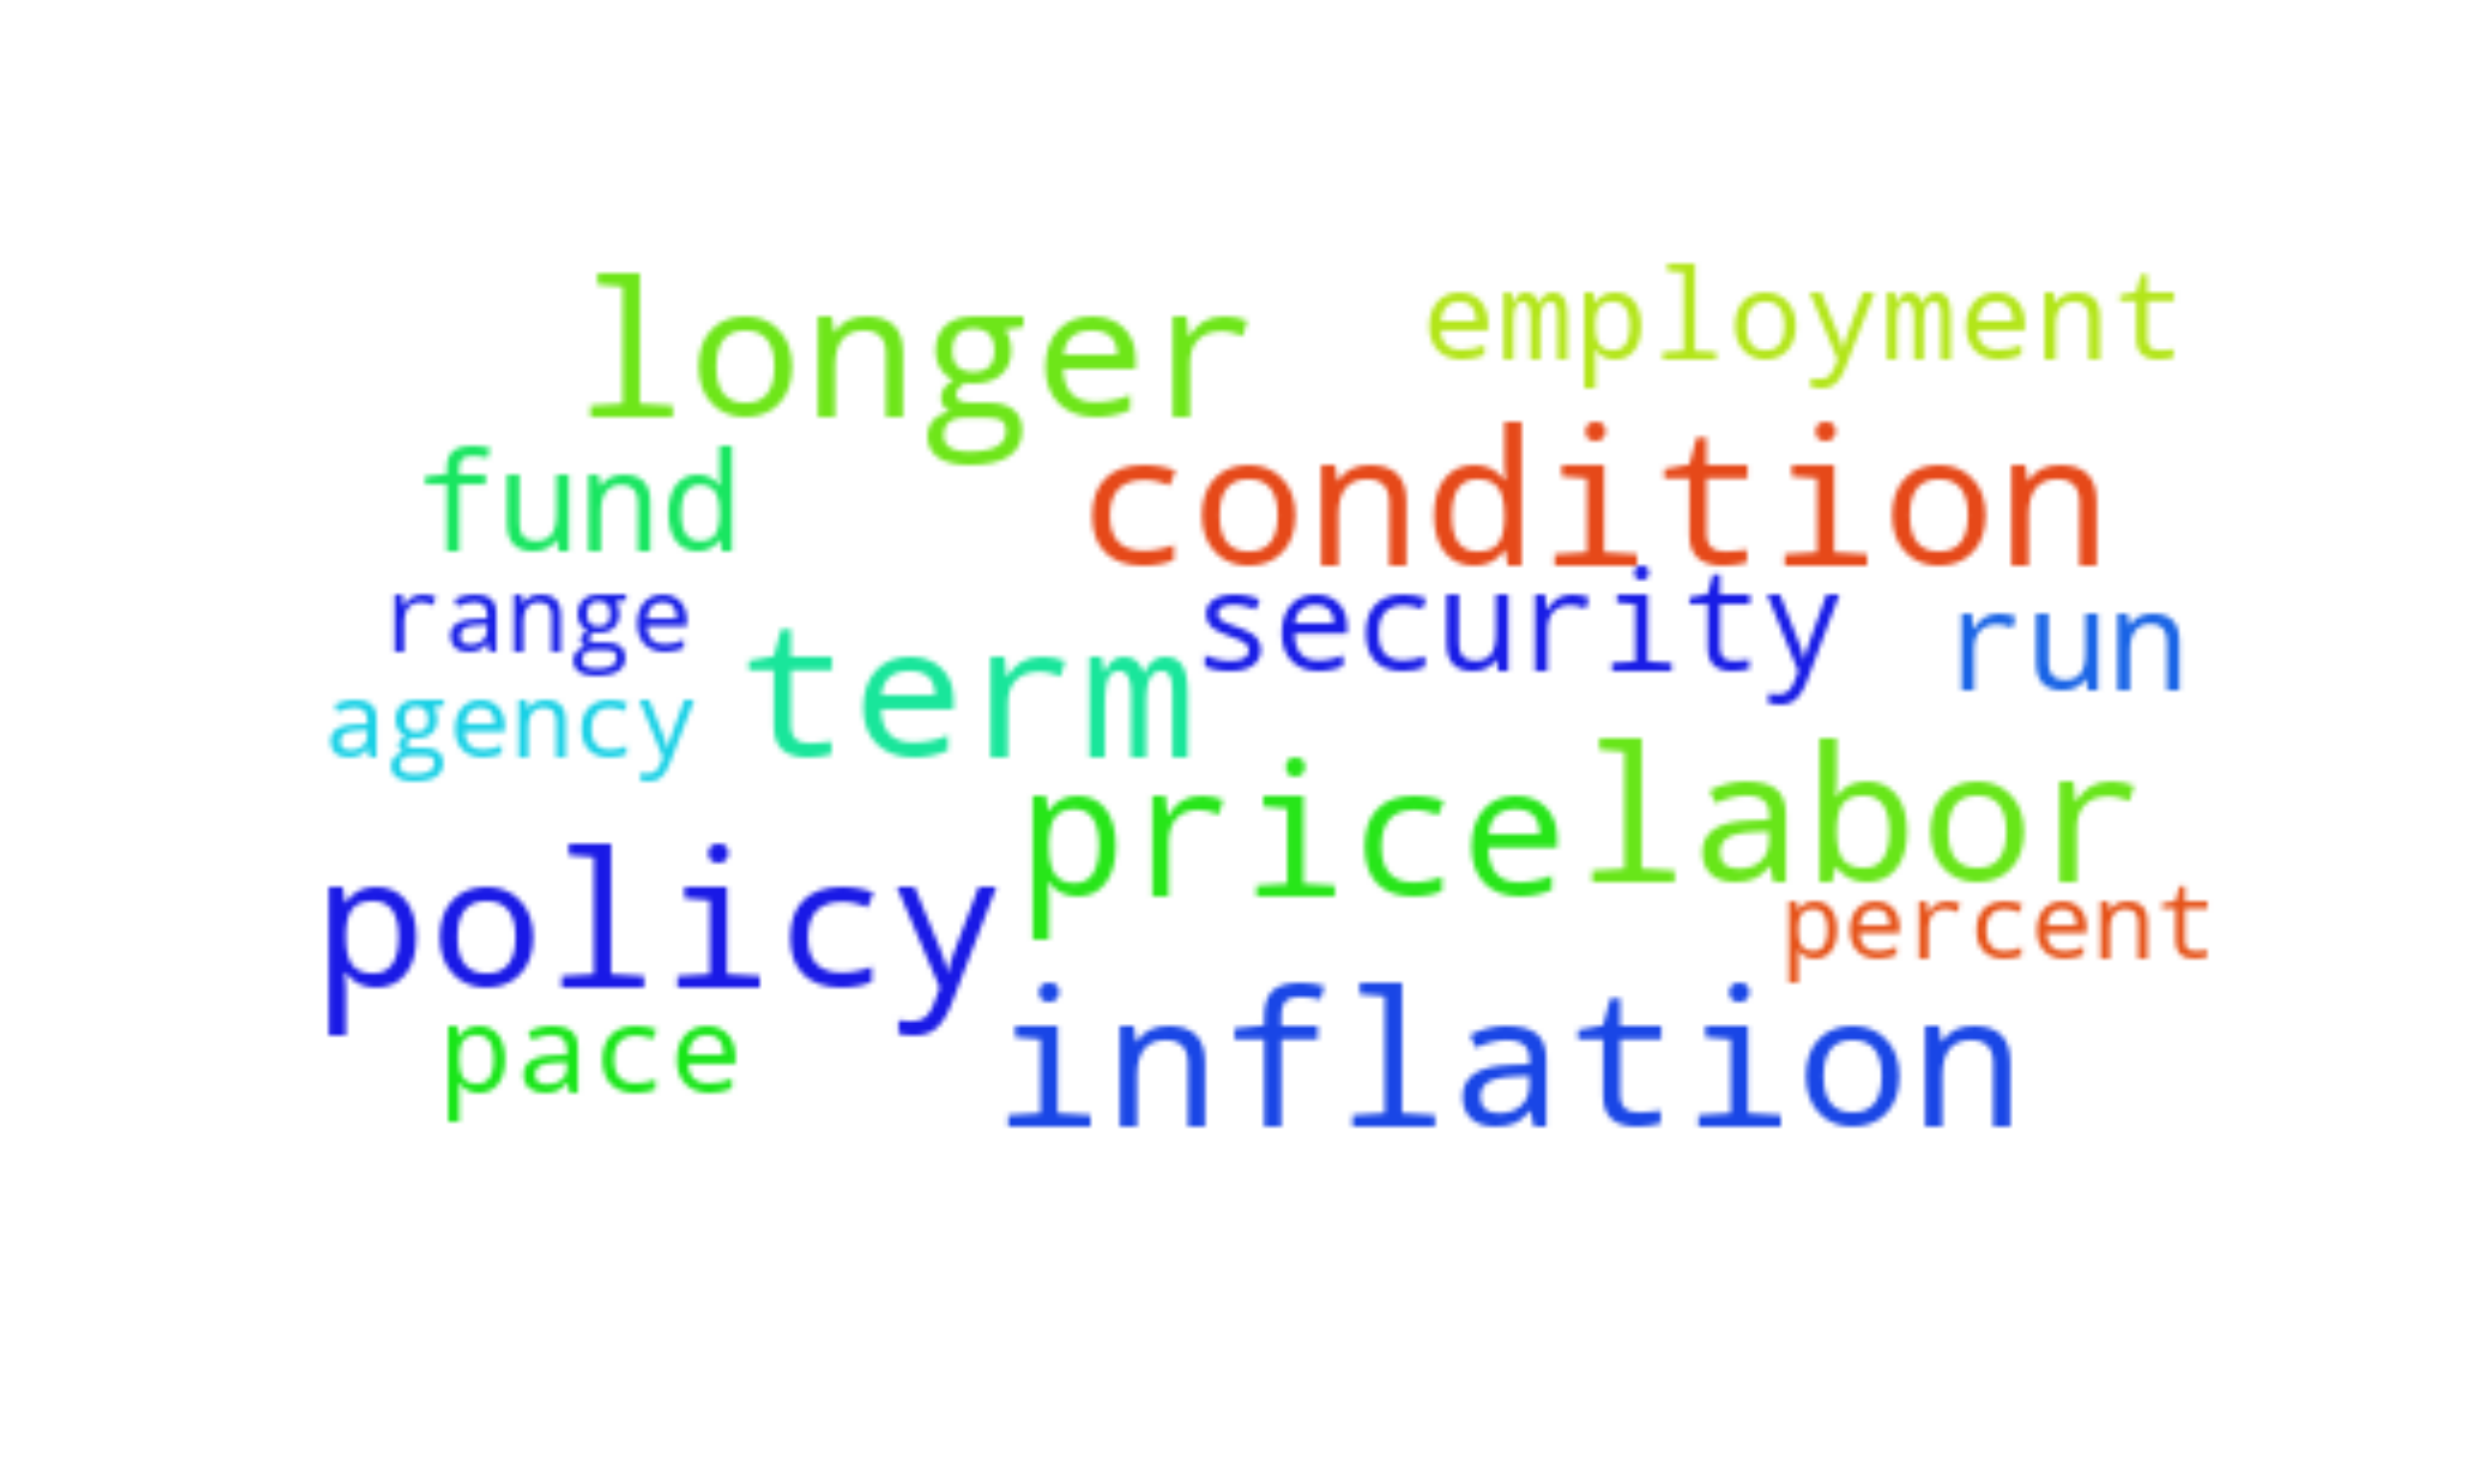 longer employment
fund condition
range security run
agency term
price labor
policy percent
pace inflation